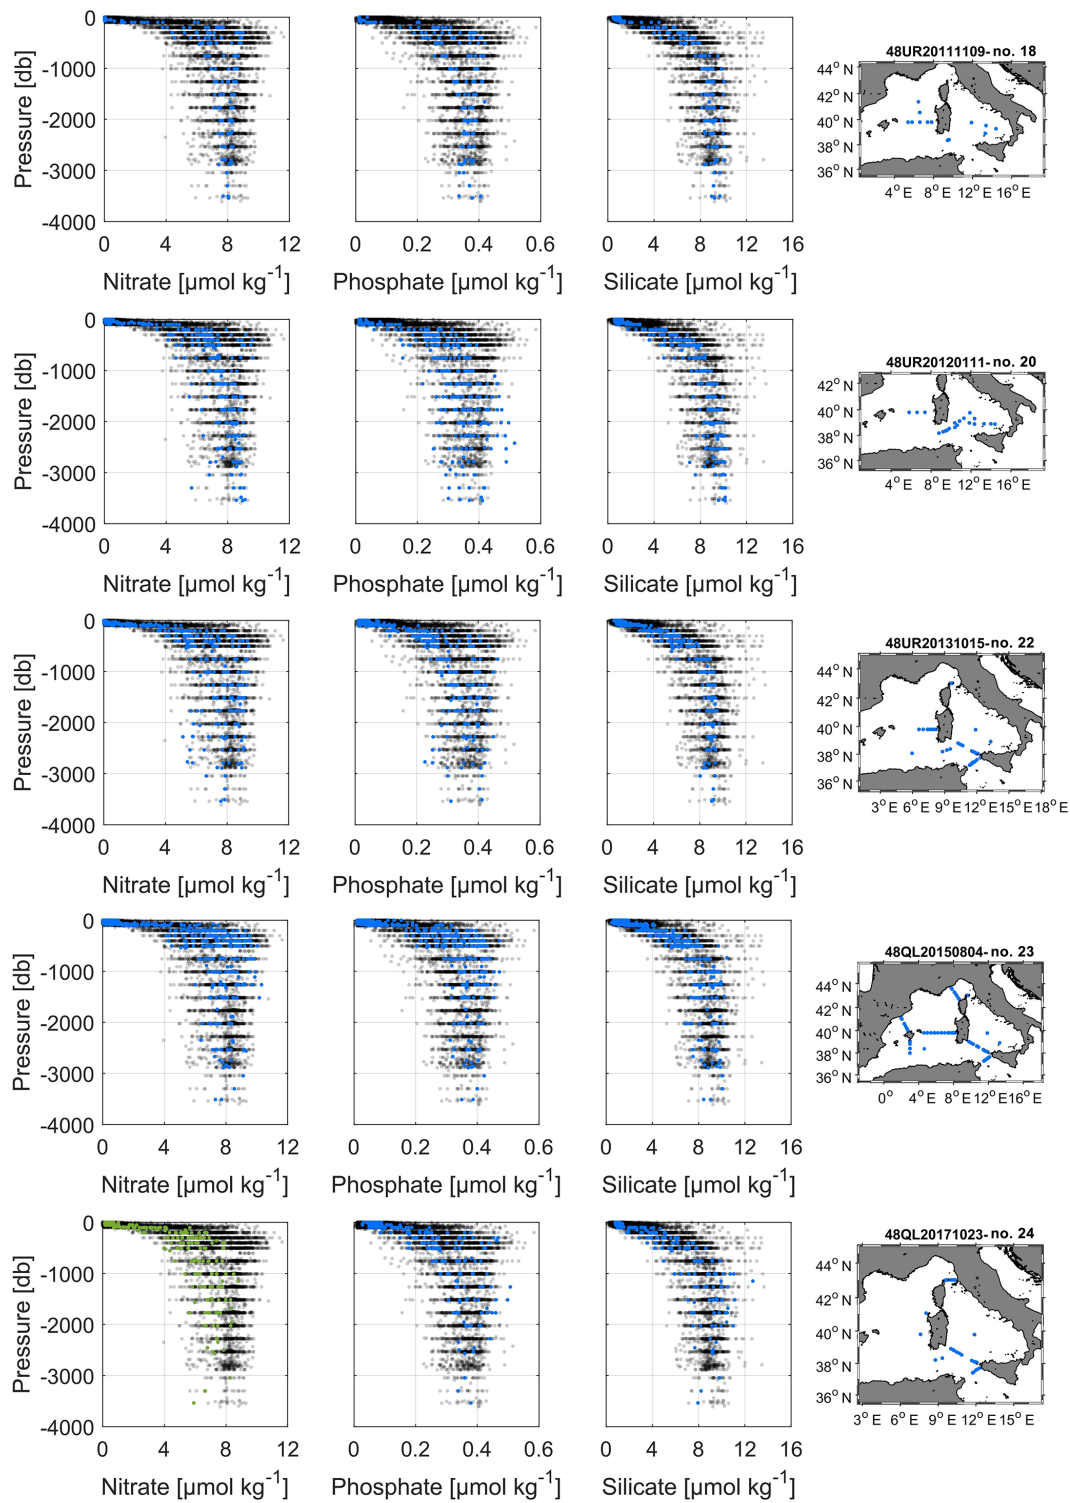 0
-1000
-2000
-3000
-4000
Pressure [db]
0 4 8 12
Nitrate [µmol kg-1]
0 0.2 0.4 0.6
Phosphate [µmol kg-1]
0 4 8 12 16
Silicate [µmol kg-1]
48UR20111109-no. 18
44° N
42° N
40° N
38° N
36° N
4° E 8° E 12° E 16° E
0
-1000
-2000
-3000
-4000
Pressure [db]
0 4 8 12
Nitrate [µmol kg-1]
0 0.2 0.4 0.6
Phosphate [µmol kg-1]
0 4 8 12 16
Silicate [µmol kg-1]
48UR20120111-no. 20
42° N
40° N
38° N
36° N
4° E 8° E 12° E 16° E
0
-1000
-2000
-3000
-4000
Pressure [db]
0 4 8 12
Nitrate [µmol kg-1]
0 0.2 0.4 0.6
Phosphate [µmol kg-1]
0 4 8 12 16
Silicate [µmol kg-1]
48UR20131015-no. 22
44° N
42° N
40° N
38° N
36° N
3° E 6° E 9° E 12° E 15° E 18° E
0
-1000
-2000
-3000
-4000
Pressure [db]
0 4 8 12
Nitrate [µmol kg-1]
0 0.2 0.4 0.6
Phosphate [µmol kg-1]
0 4 8 12 16
Silicate [µmol kg-1]
48QL20150804-no. 23
44° N
42° N
40° N
38° N
36° N
0° 4° E 8° E 12° E 16° E
0
-1000
-2000
-3000
-4000
Pressure [db]
0 4 8 12
Nitrate [µmol kg-1]
0 0.2 0.4 0.6
Phosphate [µmol kg-1]
0 4 8 12 16
Silicate [µmol kg-1]
48QL20171023-no. 24
44° N
42° N
40° N
38° N
36° N
3° E 6° E 9° E 12° E 15° E